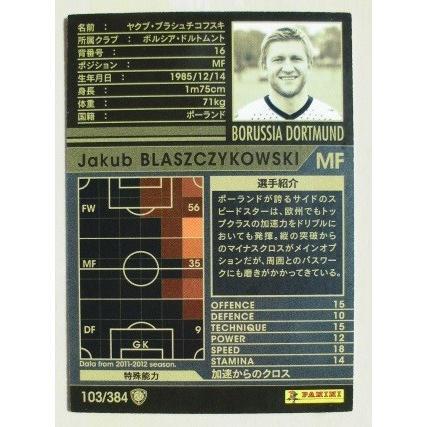 名前 : ヤクブ・ブラシュチコフスキ
所属クラブ : ボルシア・ドルトムント
背番号 : 16
ポジション : MF
生年月日 : 1985/12/14
身長 : 1m75cm
体重 : 71kg
国籍 : ポーランド
BORUSSIA DORTMUND
Jakub BLASZCZYKOWSKI MF
FW 56
MF 35
DF 9
GK
Data from 2011-2012 season.
特殊能力
選手紹介
ポーランドが誇るサイドのス
ピードスターは、欧州でもトッ
プクラスの加速力をドリブルに
おいても発揮。縦の突破から
のマイナスクロスがメインオプ
ションだが、周囲とのパスワー
クにも磨きがかかってきている。
OFFENCE 15
DEFENCE 10
TECHNIQUE 15
POWER 12
SPEED 18
STAMINA 14
加速からのクロス
103/384
PANINI